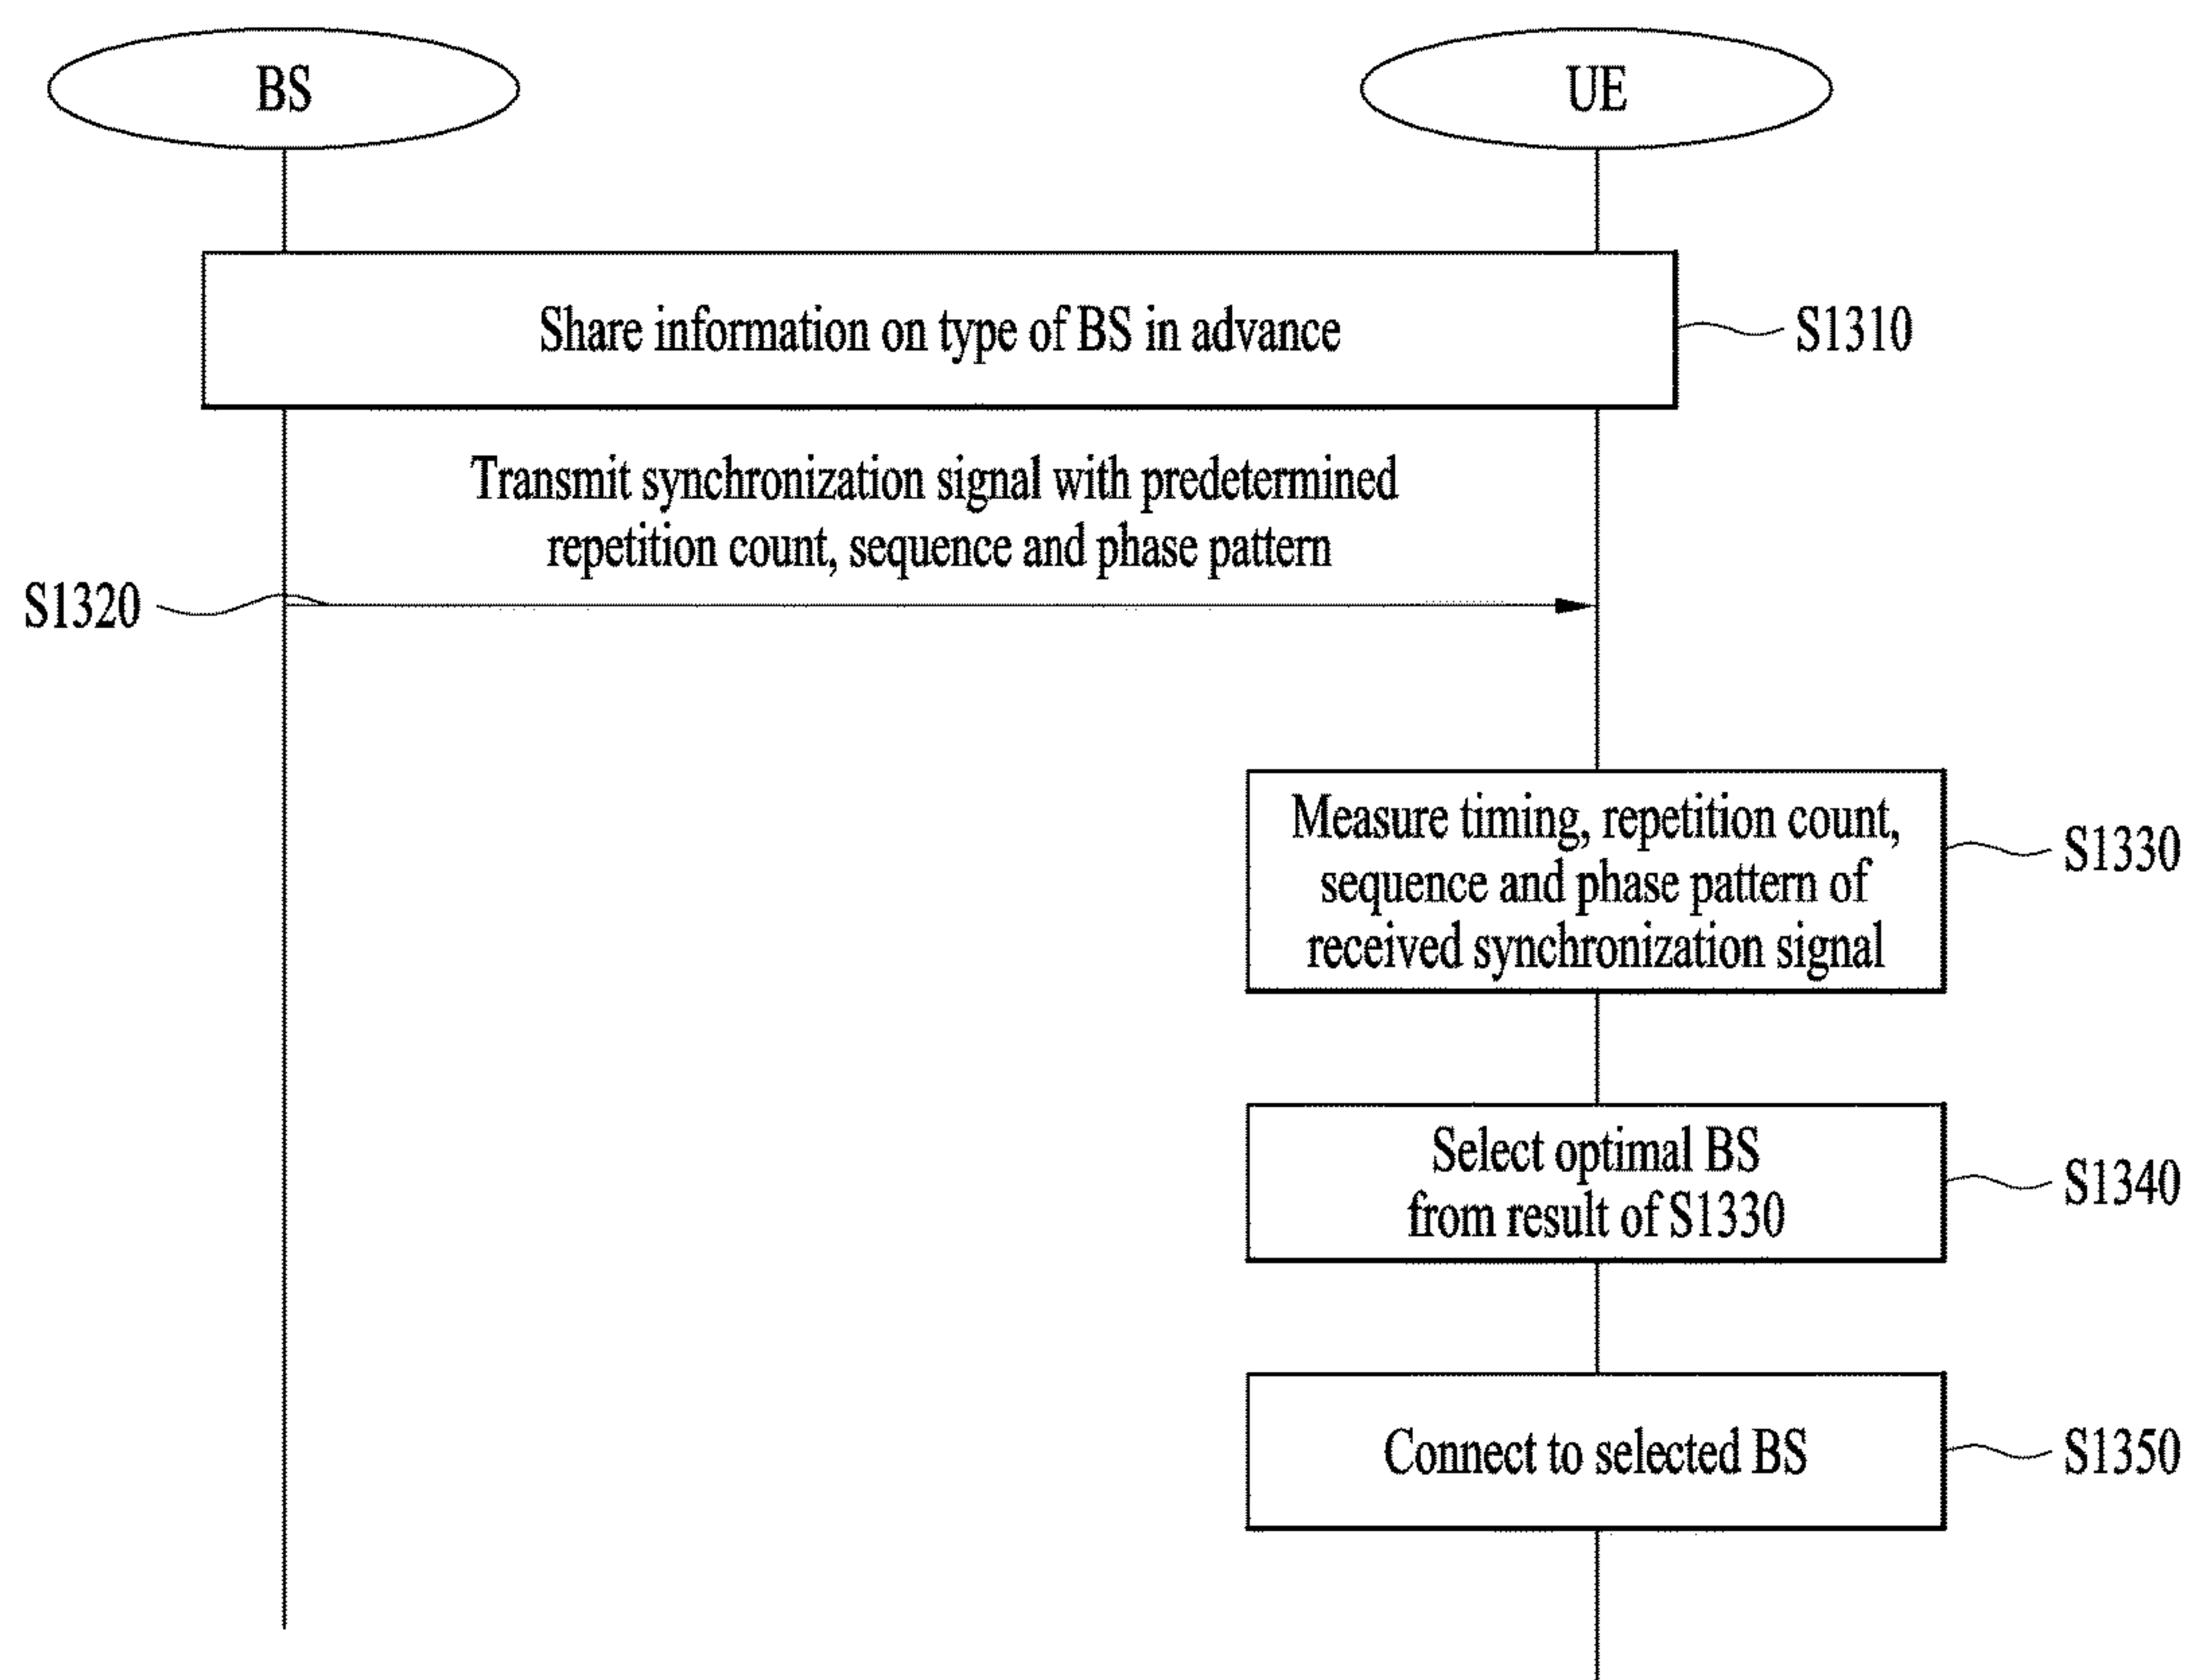 BS
UE
Share information on type of BS in advance
S1310
Transmit synchronization signal with predetermined
repetition count, sequence and phase pattern
S1320
Measure timing, repetition count,
sequence and phase pattern of
received synchronization signal
S1330
Select optimal BS
from result of S1330
S1340
Connect to selected BS
S1350